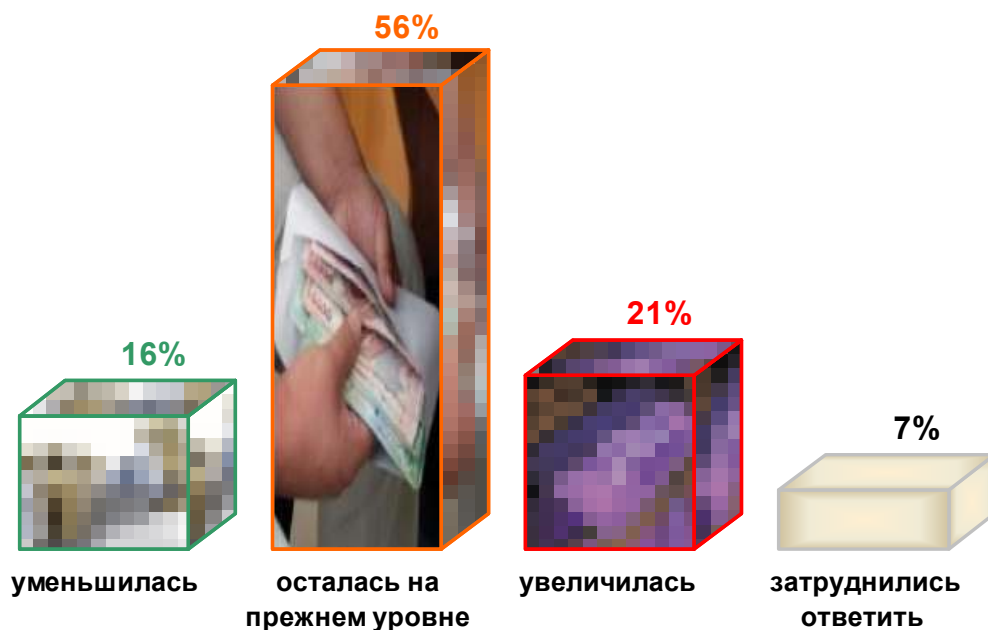 56%
21%
16%
7%
уменьшилась
осталась на
прежнем уровне
увеличилась
затруднились
ответить